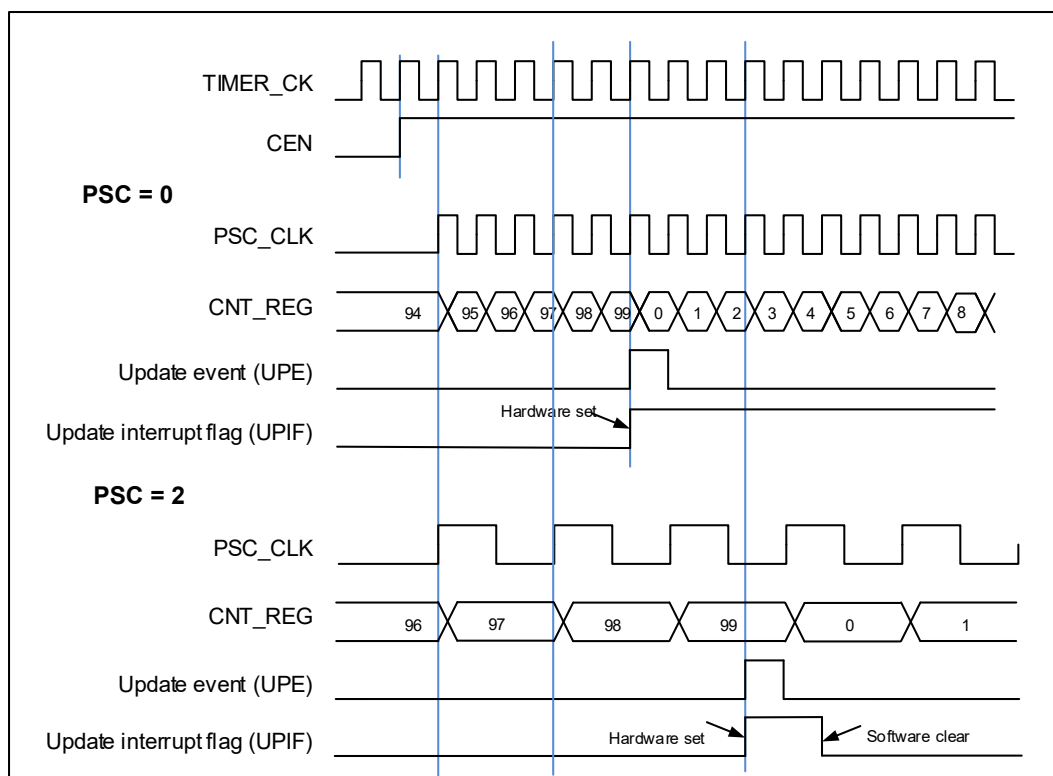 TIMER_CK
CEN
PSC = 0
PSC_CLK
CNT_REG 94 95 96 97 98 99 0 1 2 3 4 5 6 7 8
Update event (UPE)
Hardware set
Update interrupt flag (UPIF)
PSC = 2
PSC_CLK
CNT_REG 96 97 98 99 0 1
Update event (UPE)
Update interrupt flag (UPIF) Hardware set Software clear